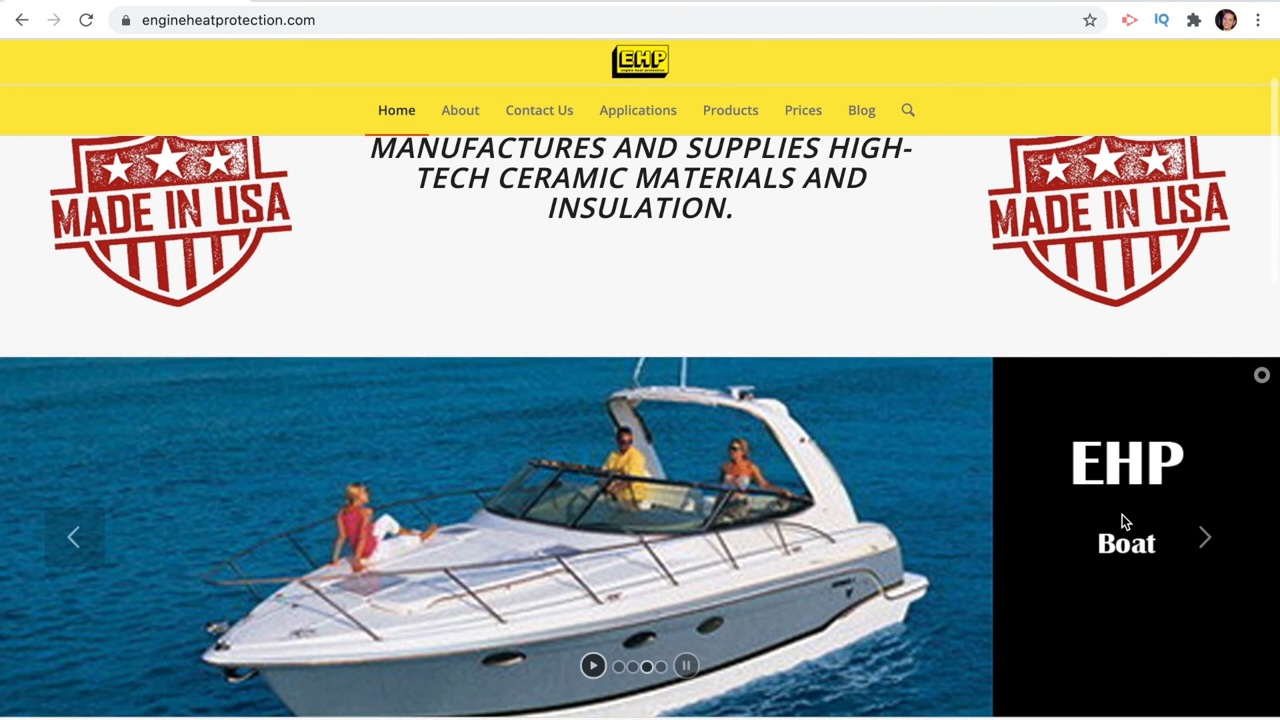 engineheatprotection.com
IQ
EHP
Home About Contact Us Applications Products Prices Blog
MANUFACTURES AND SUPPLIES HIGH-
TECH CERAMIC MATERIALS AND
INSULATION.
MADE IN USA
MADE IN USA
EHP
Boat